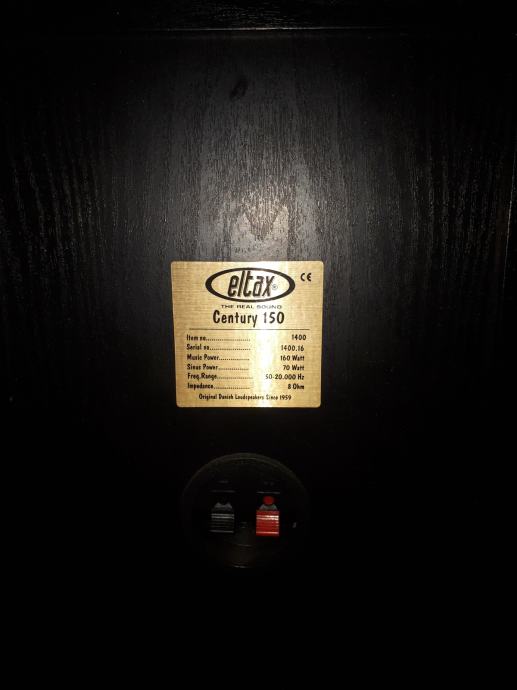 eltax®
CE
THE REAL SOUND
Century 150
Item no.................... 1400
Serial no................... 1400.16
Music Power............. 160 Watt
Sinus Power.............. 70 Watt
Freq.Range............... 50-20.000 Hz
Impedance................ 8 Ohm
Original Danish Loudspeakers Since 1959